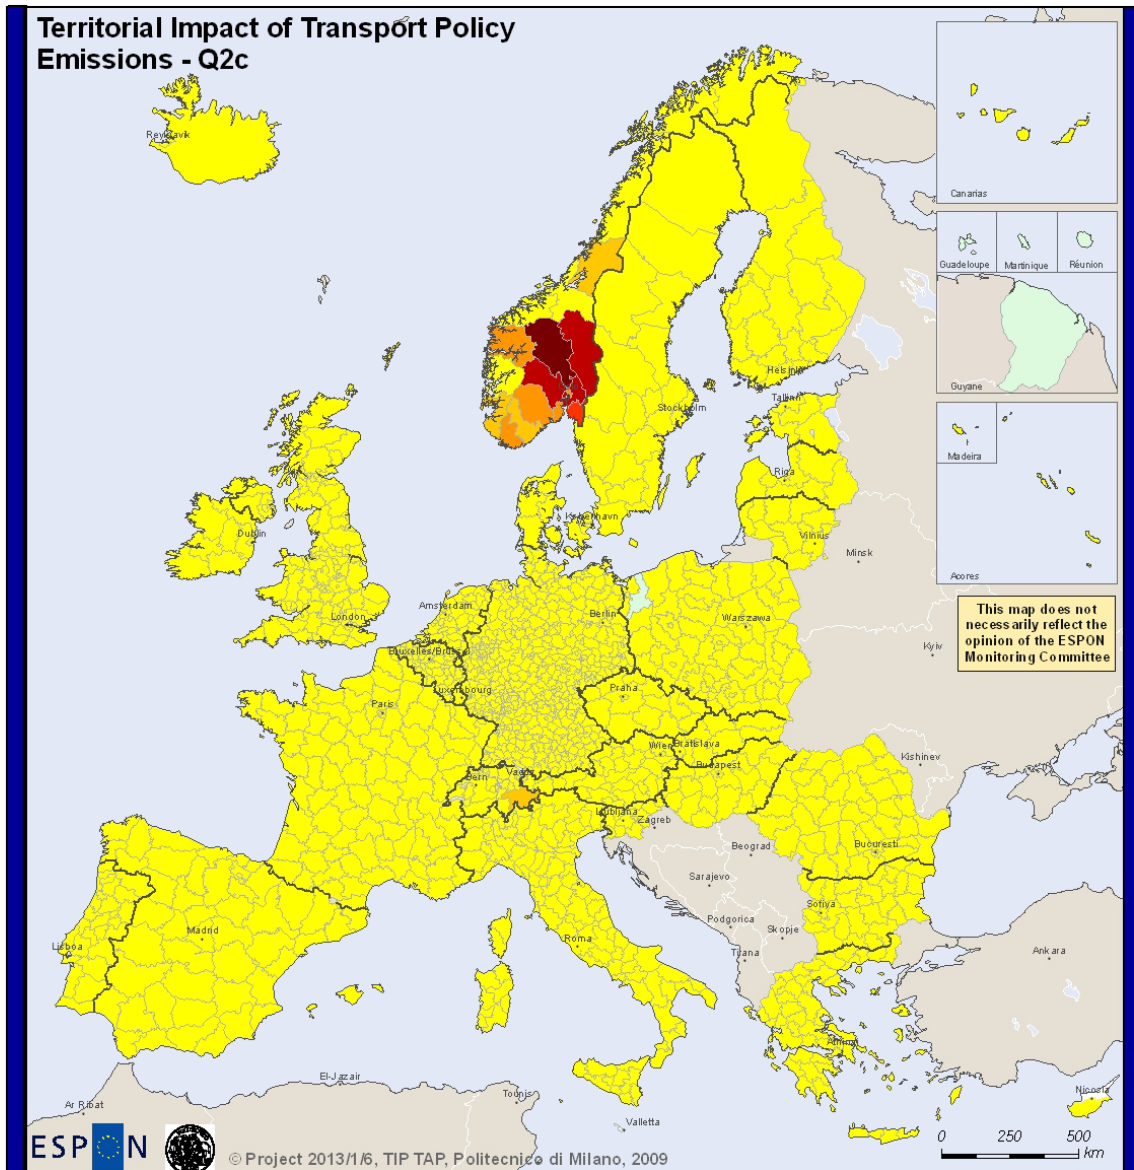 Territorial Impact of Transport Policy
Emissions - Q2c
Reykjavik
Canarias
Guadeloupe
Martinique
Réunion
Guyane
Helsinki
Tallinn
Stockholm
Madeira
Riga
København
Dublin
Vilnius
Minsk
Acores
Amsterdam
Berlin
London
Warszawa
This map does not
necessarily reflect the
opinion of the ESPON
Monitoring Committee
Kyiv
Bruxelles/Brussel
Luxembourg
Praha
Paris
Wien
Bratislava
Kishinev
Budapest
Bern
Vaduz
Ljubljana
Zagreb
Beograd
Bucuresti
Sarajevo
Sofiya
Podgorica
Madrid
Skopje
Roma
Lisboa
Tirana
Ankara
Athinai
El-Jazair
Tounis
Nicosia
Ar Ribat
Valletta
ESPON
© Project 2013/1/6, TIP TAP, Politecnico di Milano, 2009
0 250 500
km